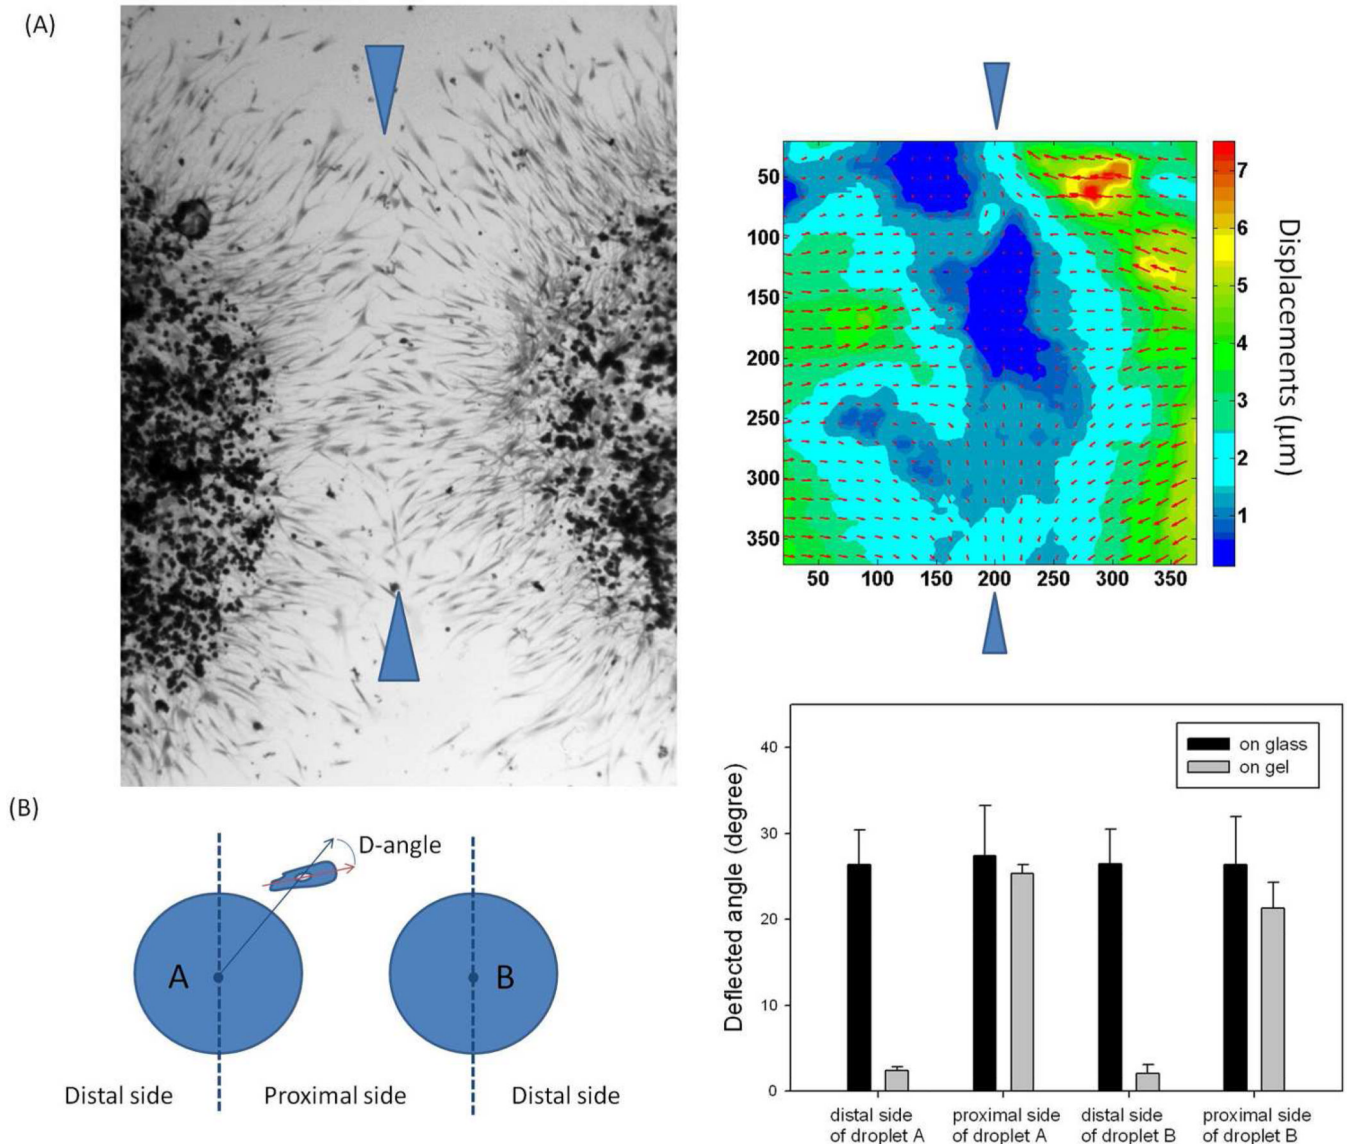 (A)
50
100
150
200
250
300
350
50 100 150 200 250 300 350
7
6
5
4
3
2
1
Displacements (μm)
(B)
D-angle
A
B
Distal side
Proximal side
Distal side
Deflected angle (degree)
40
30
20
10
0
on glass
on gel
distal side
of droplet A
proximal side
of droplet A
distal side
of droplet B
proximal side
of droplet B